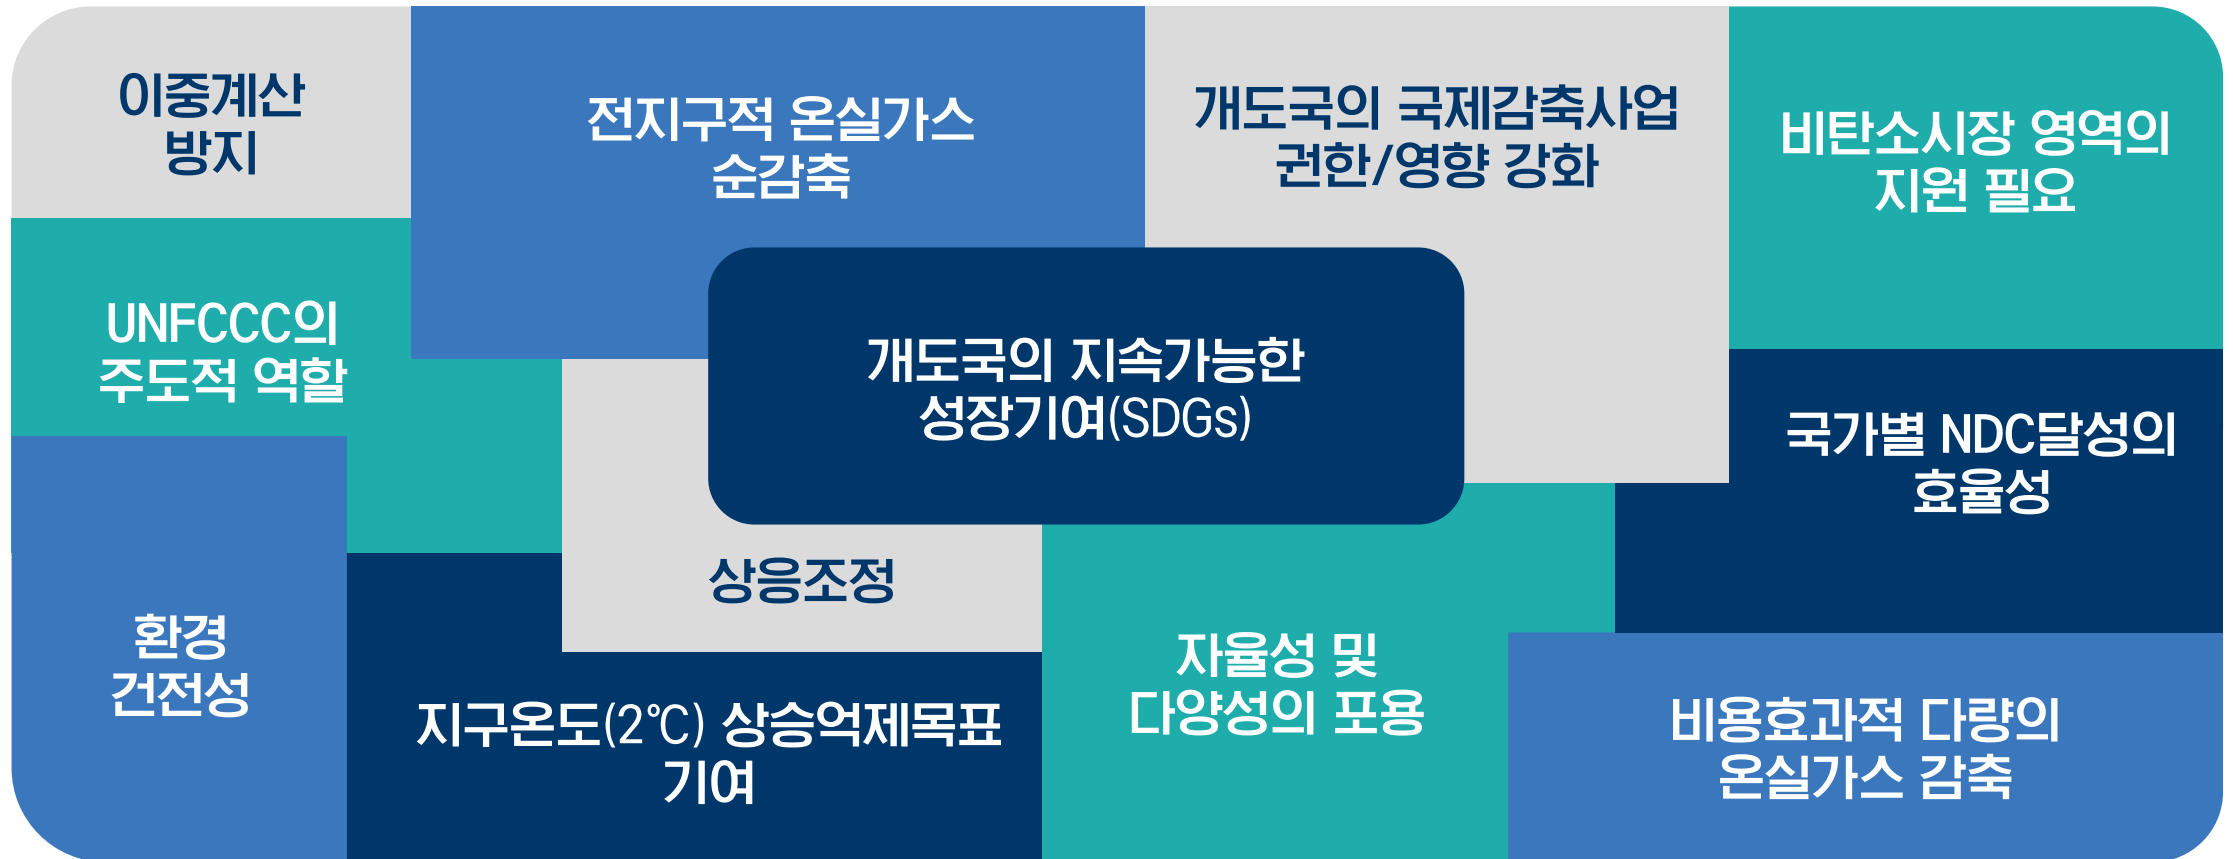 이중계산
방지
전지구적 온실가스
순감축
개도국의 국제감축사업
권한/영향 강화
비탄소시장 영역의
지원 필요
UNFCCC의
주도적 역할
개도국의 지속가능한
성장기여(SDGs)
국가별 NDC달성의
효율성
환경
건전성
상응조정
지구온도(2℃) 상승억제목표
기여
자율성 및
다양성의 포용
비용효과적 다량의
온실가스 감축